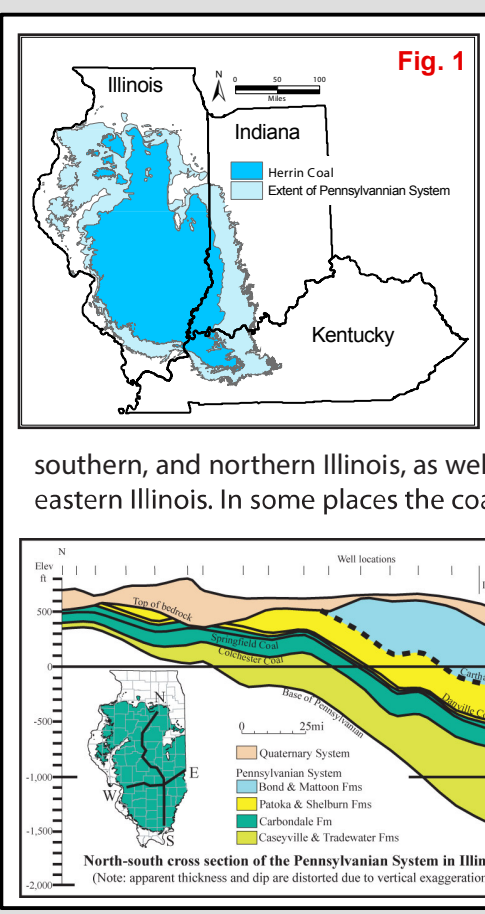 Fig. 1
Illinois
N
0 50 100
Miles
Indiana
Herrin Coal
Extent of Pennsylvannian System
Kentucky
southern, and northern Illinois, as wel
eastern Illinois. In some places the coa
N
Well locations
Elev
ft
500
0
-500
-1,000
-1,500
-2,000
Top of bedrock
Springfield Coal
Colchester Coal
Base of Pennsylvanian
Cartha
Danville Co
N
E
W
S
0 25mi
Quaternary System
Pennsylvanian System
Bond & Mattoon Fms
Patoka & Shelburn Fms
Carbondale Fm
Caseyville & Tradewater Fms
North-south cross section of the Pennsylvanian System in Illin
(Note: apparent thickness and dip are distorted due to vertical exaggeration